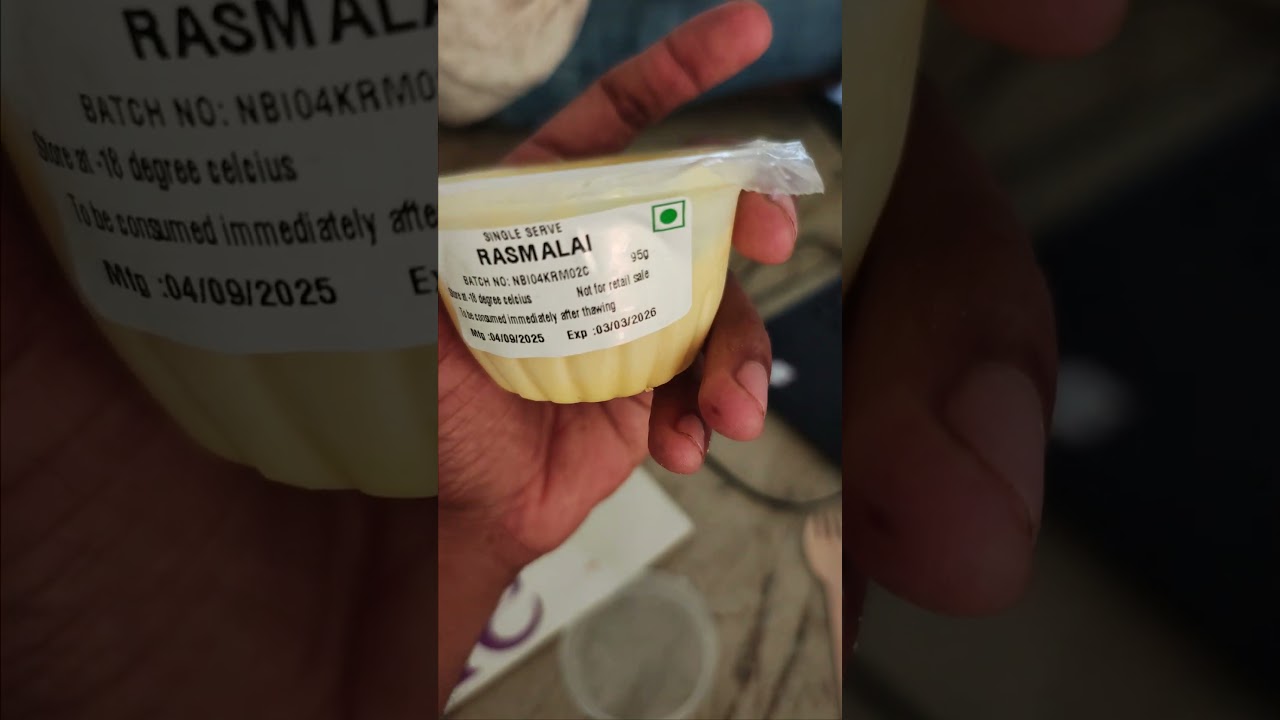 SINGLE SERVE
RASMALAI
95g
BATCH NO: NBI04KRM02C
Store at -18 degree celcius Not for retail sale
To be consumed immediately after thawing
Mfg :04/09/2025 Exp :03/03/2026